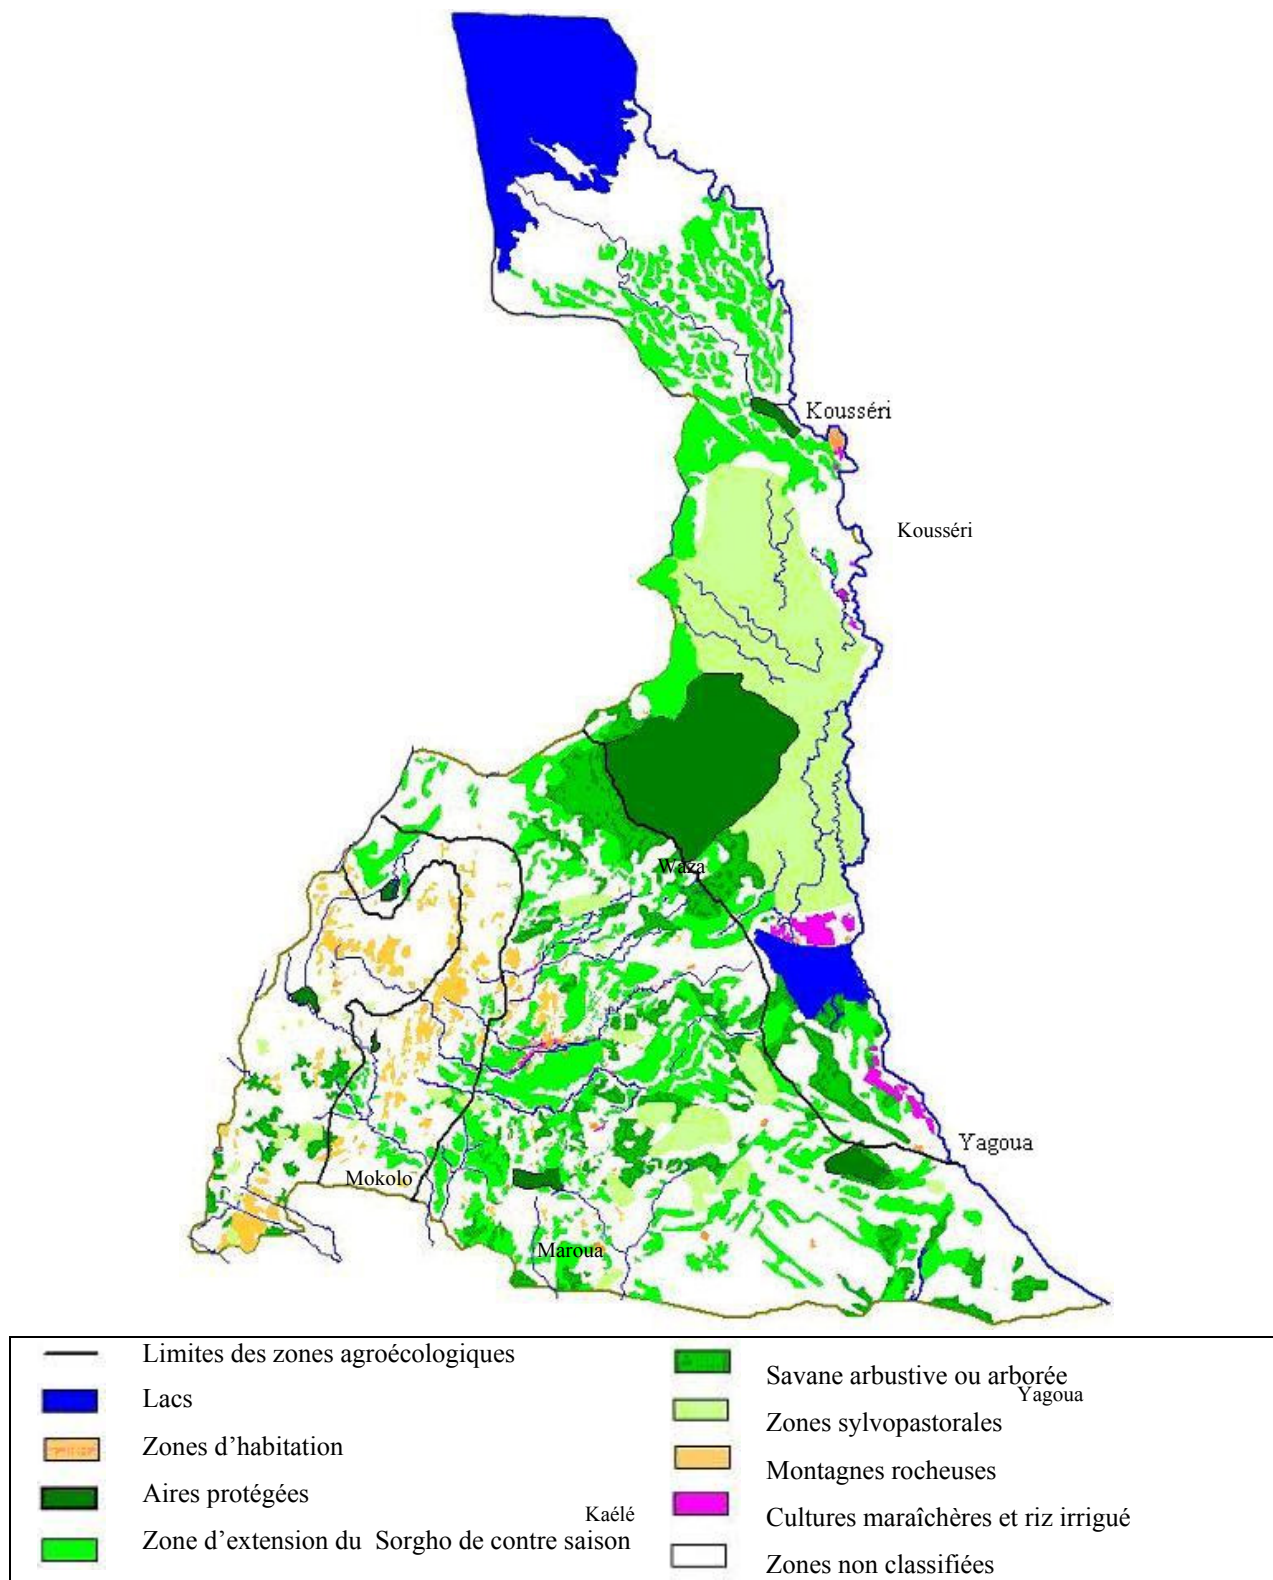 Kousséri
Kousséri
Waza
Yagoua
Mokolo
Maroua
Limites des zones agroécologiques
Lacs
Zones d'habitation
Aires protégées
Kaélé
Zone d'extension du Sorgho de contre saison
Savane arbustive ou arborée
Yagoua
Zones sylvopastorales
Montagnes rocheuses
Cultures maraîchères et riz irrigué
Zones non classifiées